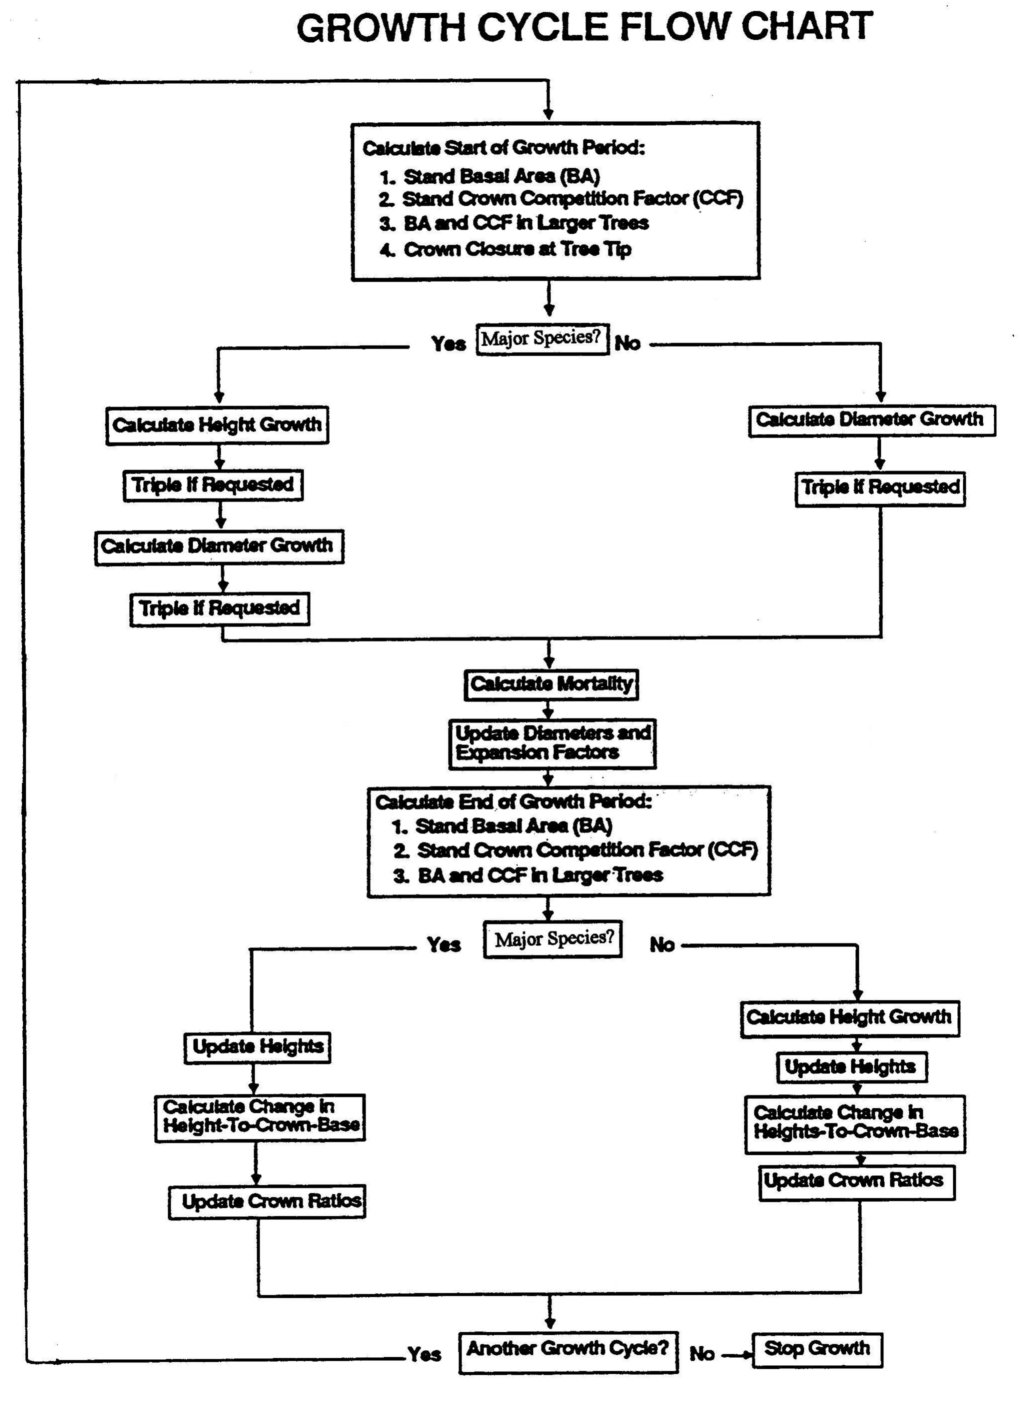 GROWTH CYCLE FLOW CHART
Calculate Start of Growth Period:
1. Stand Basal Area (BA)
2. Stand Crown Competition Factor (CCF)
3. BA and CCF in Larger Trees
4. Crown Closure at Tree Tip
Yes
Major Species?
No
Calculate Height Growth
Triple If Requested
Calculate Diameter Growth
Triple If Requested
Calculate Diameter Growth
Triple If Requested
Calculate Mortality
Update Diameters and
Expansion Factors
Calculate End of Growth Period:
1. Stand Basal Area (BA)
2. Stand Crown Competition Factor (CCF)
3. BA and CCF in Larger Trees
Yes
Major Species?
No
Update Heights
Calculate Change in
Height-To-Crown-Base
Update Crown Ratios
Calculate Height Growth
Update Heights
Calculate Change in
Heights-To-Crown-Base
Update Crown Ratios
Yes
Another Growth Cycle?
No
Stop Growth